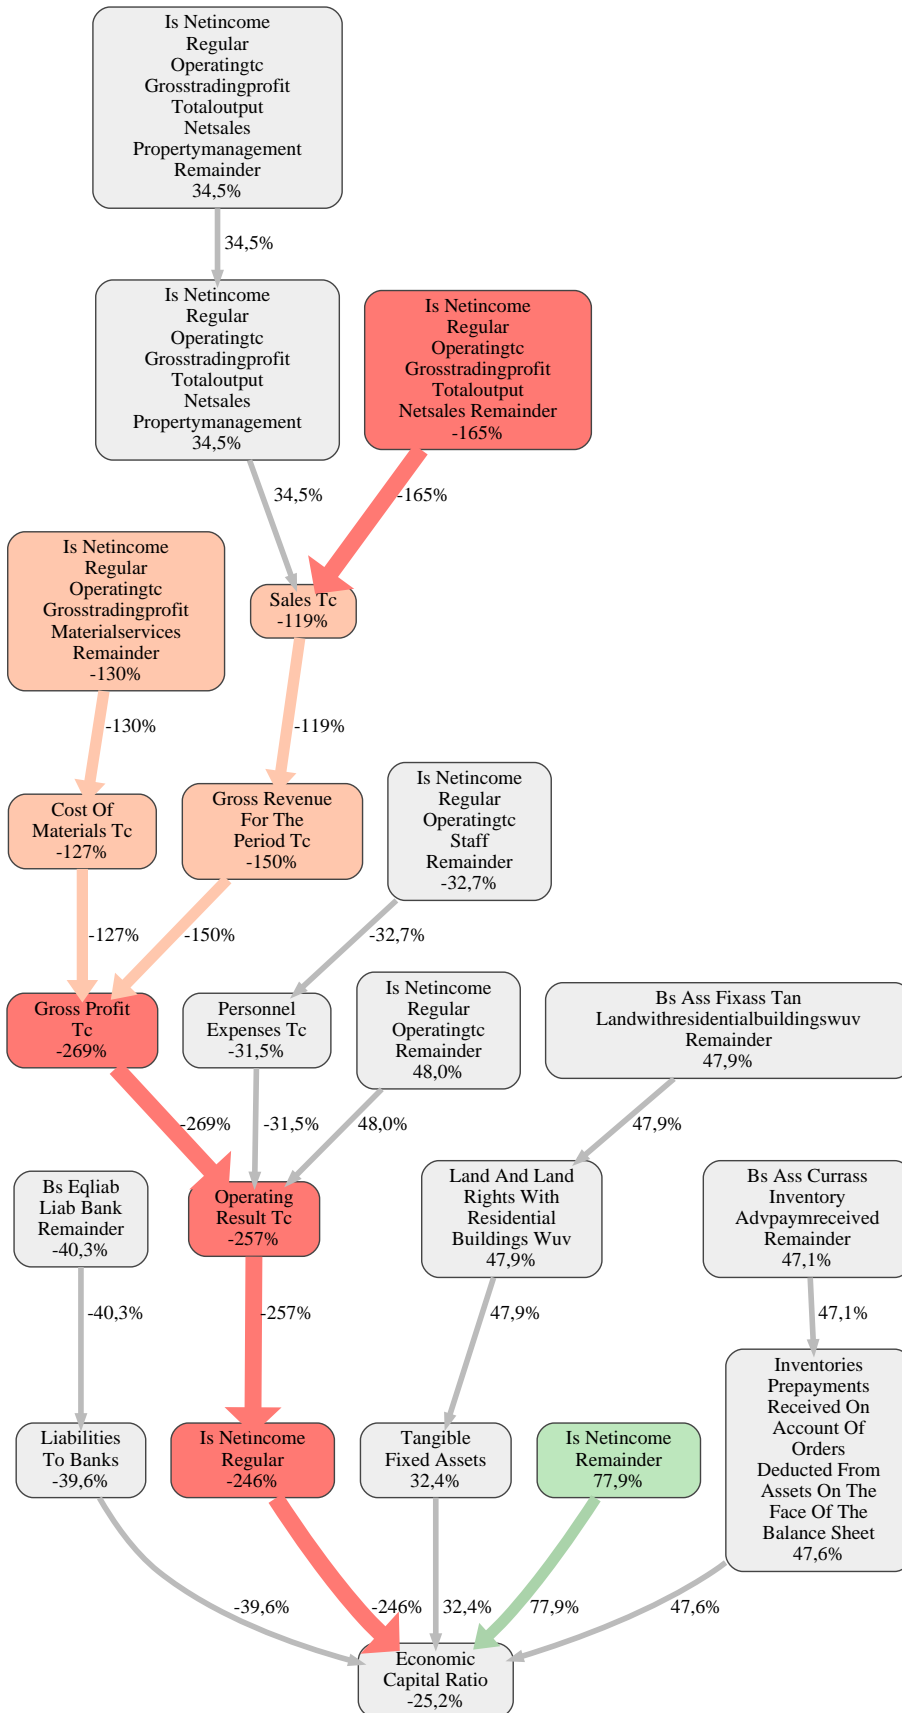 Is Netincome
Regular
Operatingtc
Grosstradingprofit
Totaloutput
Netsales
Propertymanagement
Remainder
34,5%
34,5%
Is Netincome
Regular
Operatingtc
Grosstradingprofit
Totaloutput
Netsales
Propertymanagement
34,5%
Is Netincome
Regular
Operatingtc
Grosstradingprofit
Totaloutput
Netsales Remainder
-165%
34,5%
-165%
Is Netincome
Regular
Operatingtc
Grosstradingprofit
Materialservices
Remainder
-130%
Sales Tc
-119%
-130%
-119%
Cost Of
Materials Tc
-127%
Gross Revenue
For The
Period Tc
-150%
Is Netincome
Regular
Operatingtc
Staff
Remainder
-32,7%
-127%
-150%
-32,7%
Gross Profit
Tc
-269%
Personnel
Expenses Tc
-31,5%
Is Netincome
Regular
Operatingtc
Remainder
48,0%
Bs Ass Fixass Tan
Landwithresidentialbuildingswuv
Remainder
47,9%
-269%
-31,5%
48,0%
47,9%
Bs Eqliab
Liab Bank
Remainder
-40,3%
Operating
Result Tc
-257%
Land And Land
Rights With
Residential
Buildings Wuv
47,9%
Bs Ass Currass
Inventory
Advpaymreceived
Remainder
47,1%
-40,3%
-257%
47,9%
47,1%
Liabilities
To Banks
-39,6%
Is Netincome
Regular
-246%
Tangible
Fixed Assets
32,4%
Is Netincome
Remainder
77,9%
Inventories
Prepayments
Received On
Account Of
Orders
Deducted From
Assets On The
Face Of The
Balance Sheet
47,6%
-39,6%
-246%
32,4%
77,9%
47,6%
Economic
Capital Ratio
-25,2%